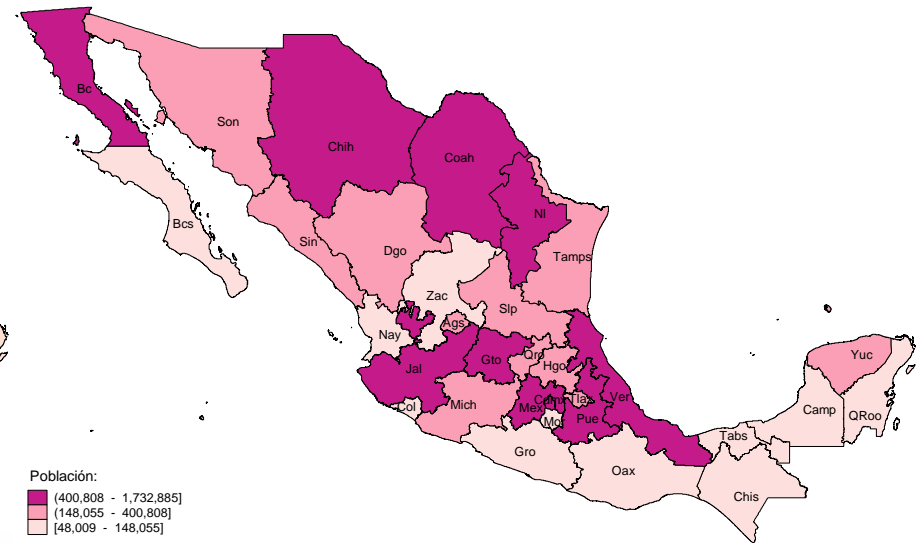 Bc
Son
Chih
Coah
Bcs
Nl
Sin
Dgo
Tamps
Zac
Slp
Ags
Nay
Qro
Yuc
Gto
Hgo
Jal
Ver
Col
Mich
Mex
Cdmx
Tlax
Camp
QRoo
Mo
Pue
Tabs
Gro
Oax
Chis
Población:
(400,808 - 1,732,885]
(148,055 - 400,808]
[48,009 - 148,055]